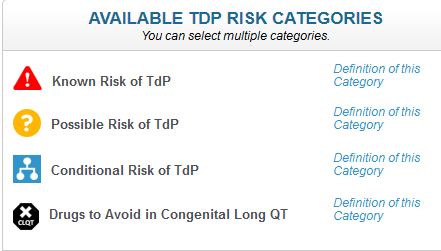 AVAILABLE TDP RISK CATEGORIES
You can select multiple categories.
Known Risk of TdP
Definition of this
Category
?
Possible Risk of TdP
Definition of this
Category
Conditional Risk of TdP
Definition of this
Category
CLQT
Drugs to Avoid in Congenital Long QT
Definition of this
Category